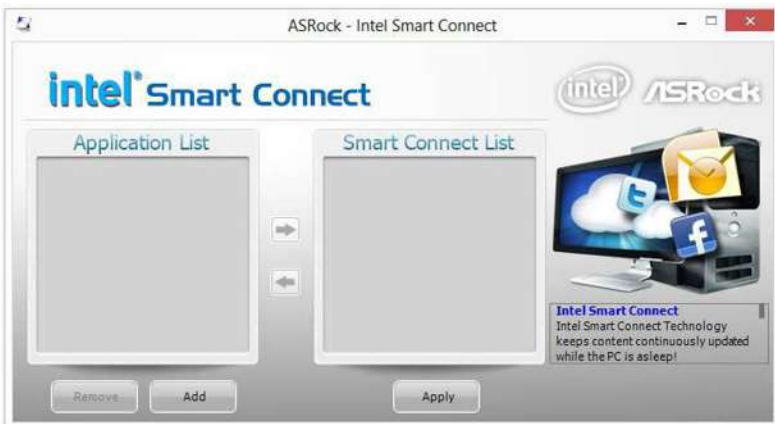 ASRock - Intel Smart Connect
intel® Smart Connect
intel ASRock
Application List
Smart Connect List
Intel Smart Connect
Intel Smart Connect Technology
keeps content continuously updated
while the PC is asleep!
Remove
Add
Apply